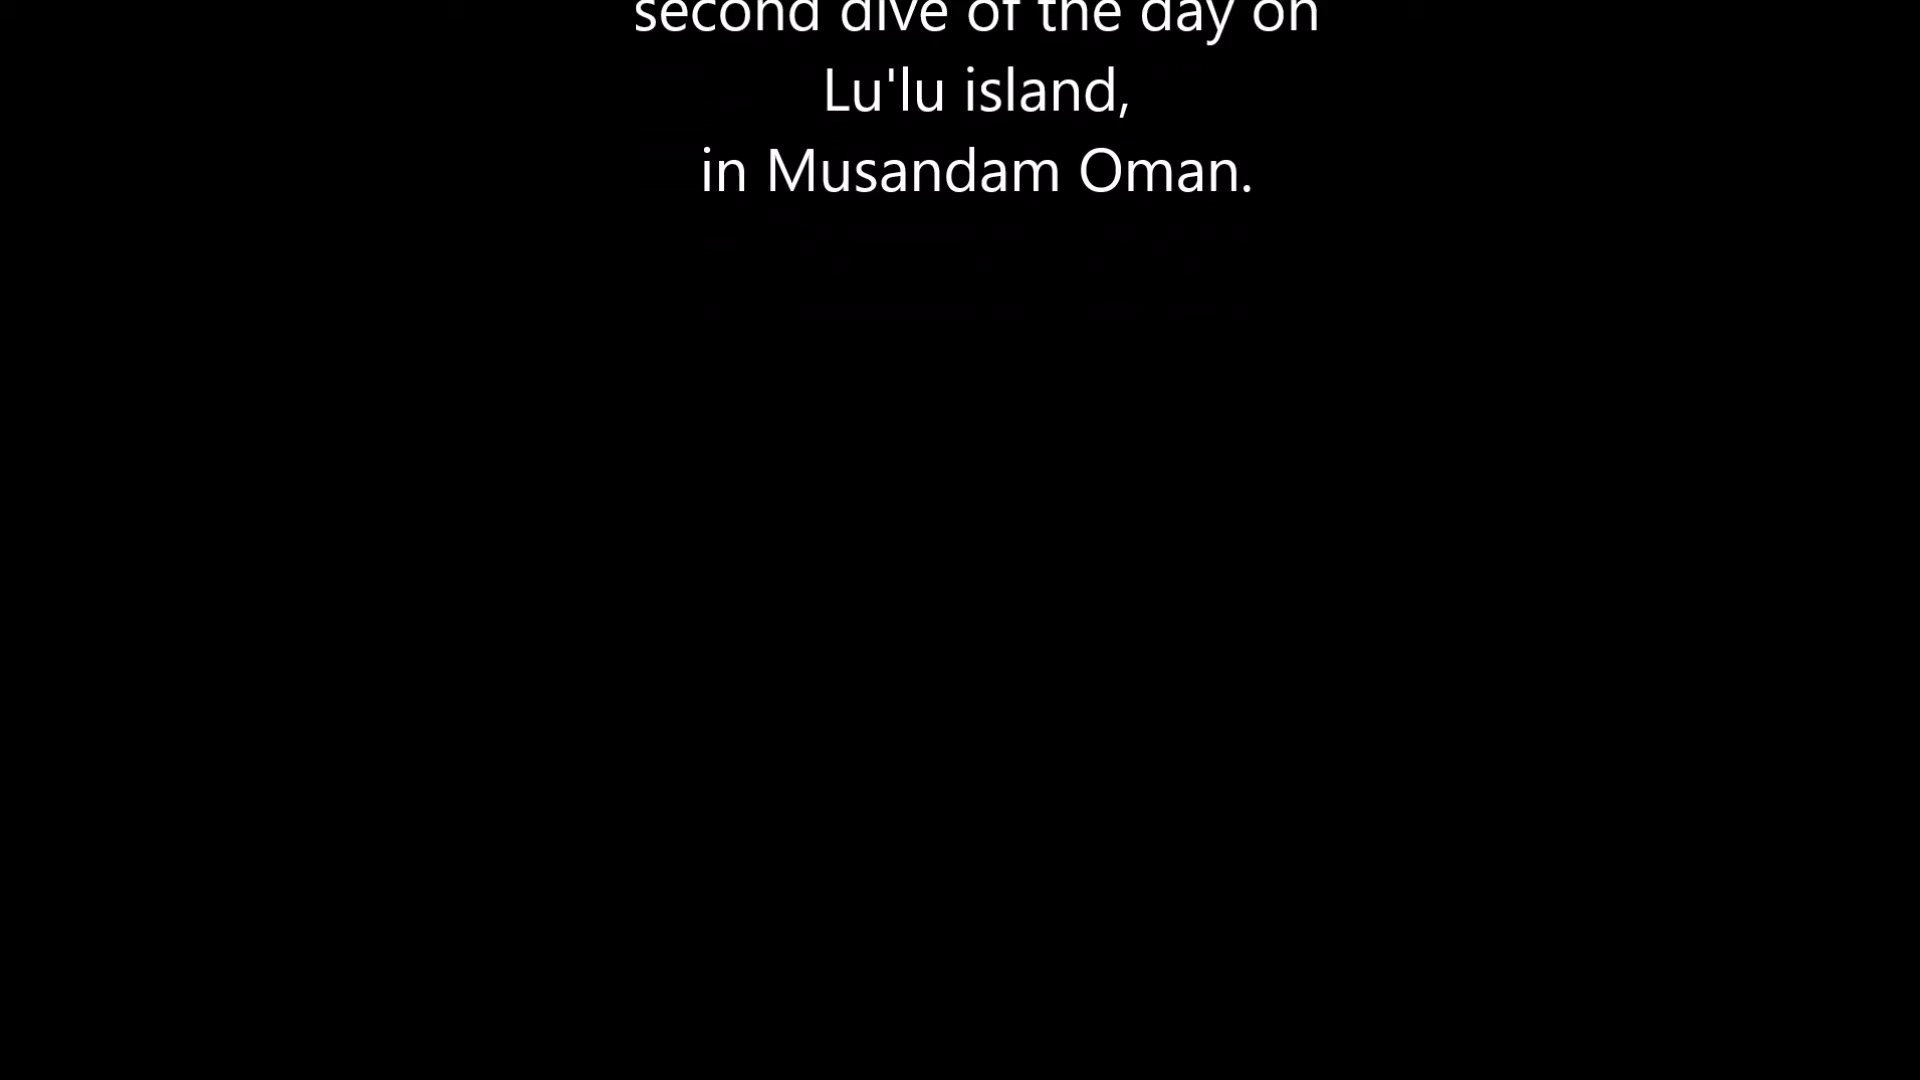 second dive of the day on
Lu'lu island,
in Musandam Oman.